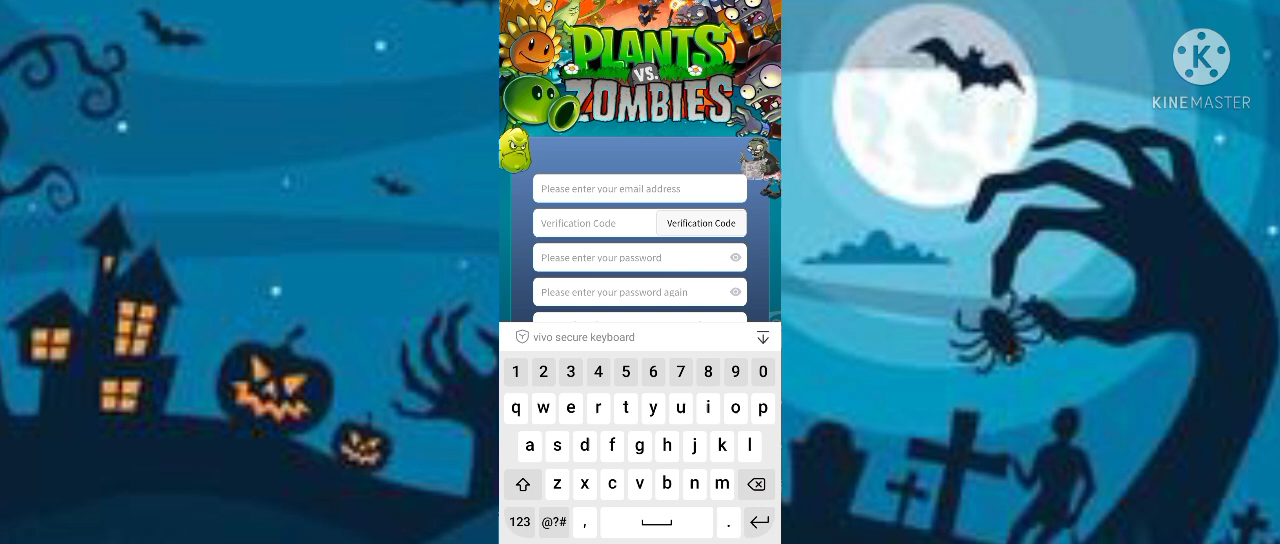 PLANTS
VS.
ZOMBIES
K
KINEMASTER
Please enter your email address
Verification Code
Verification Code
Please enter your password
Please enter your password again
vivo secure keyboard
1 2 3 4 5 6 7 8 9 0
q w e r t y u i o p
a s d f g h j k l
z x c v b n m
123 @?# , .